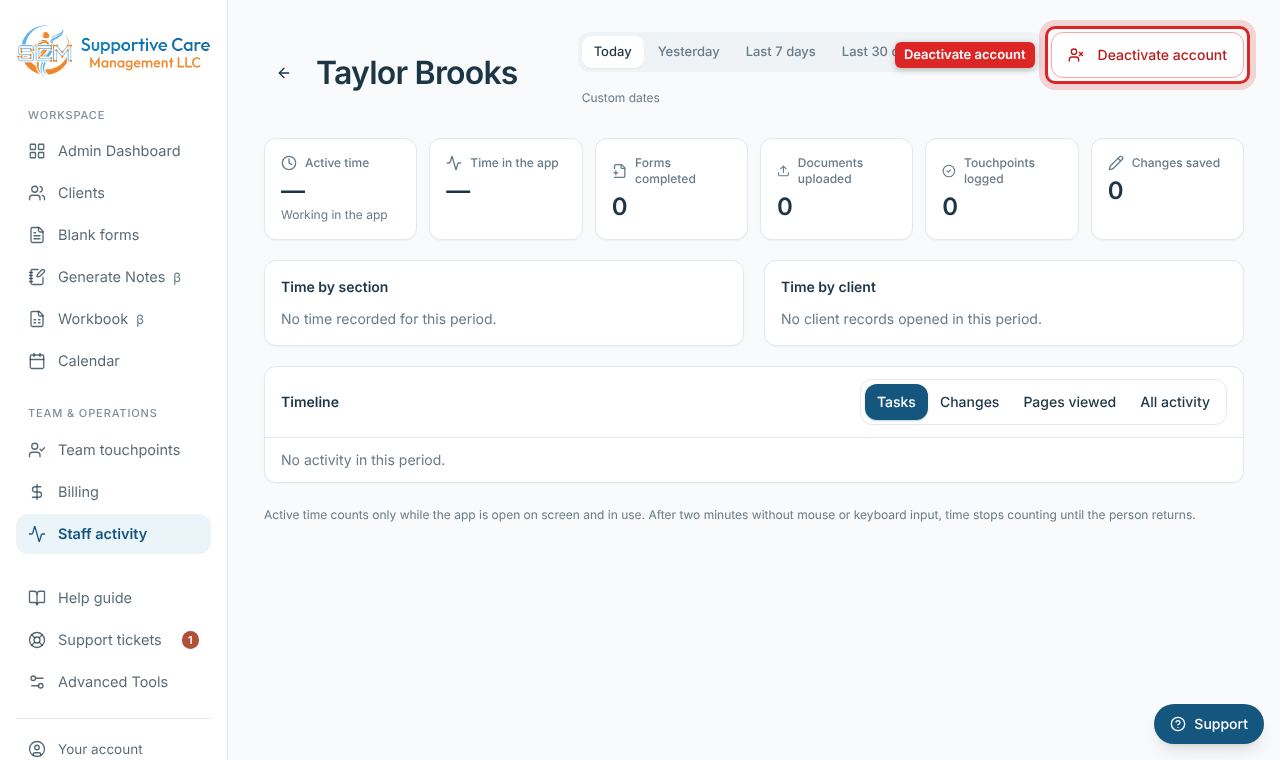 SCM
Supportive Care
Management LLC
WORKSPACE
Admin Dashboard
Clients
Blank forms
Generate Notes β
Workbook β
Calendar
TEAM & OPERATIONS
Team touchpoints
Billing
Staff activity
Help guide
Support tickets 1
Advanced Tools
Your account
Taylor Brooks
Today Yesterday Last 7 days Last 30
Custom dates
Deactivate account
Deactivate account
Active time
—
Working in the app
Time in the app
—
Forms
completed
0
Documents
uploaded
0
Touchpoints
logged
0
Changes saved
0
Time by section
No time recorded for this period.
Time by client
No client records opened in this period.
Timeline
Tasks Changes Pages viewed All activity
No activity in this period.
Active time counts only while the app is open on screen and in use. After two minutes without mouse or keyboard input, time stops counting until the person returns.
Support